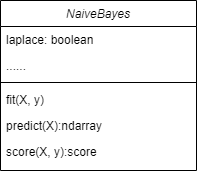 NaiveBayes
laplace: boolean
......
fit(X, y)
predict(X):ndarray
score(X, y):score